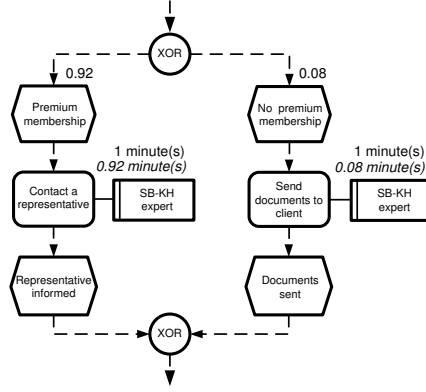 XOR
0.92
0.08
Premium
membership
No premium
membership
1 minute(s)
0.92 minute(s)
1 minute(s)
0.08 minute(s)
Contact a
representative
SB-KH
expert
Send
documents to
client
SB-KH
expert
Representative
informed
Documents
sent
XOR